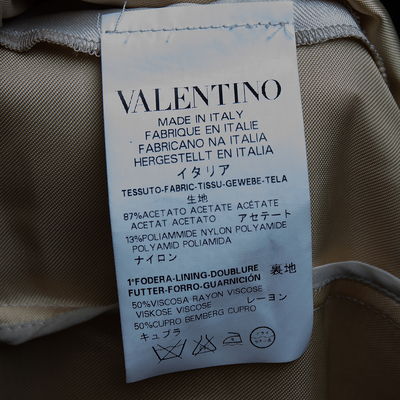 VALENTINO
MADE IN ITALY
FABRIQUE EN ITALIE
FABRICANO NA ITALIA
HERGESTELLT EN ITALIA
イタリア
TESSUTO-FABRIC-TISSU-GEWEBE-TELA
生地
87%ACETATO ACETATE ACÉTATE
ACETAT ACETATO アセテート
13%POLIAMMIDE NYLON POLYAMIDE
POLYAMID POLIAMIDA
ナイロン
1°FODERA-LINING-DOUBLURE
FUTTER-FORRO-GUARNICIÓN 裏地
50%VISCOSA RAYON VISCOSE
VISKOSE VISCOSE レーヨン
50%CUPRO BEMBERG CUPRO
キュプラ